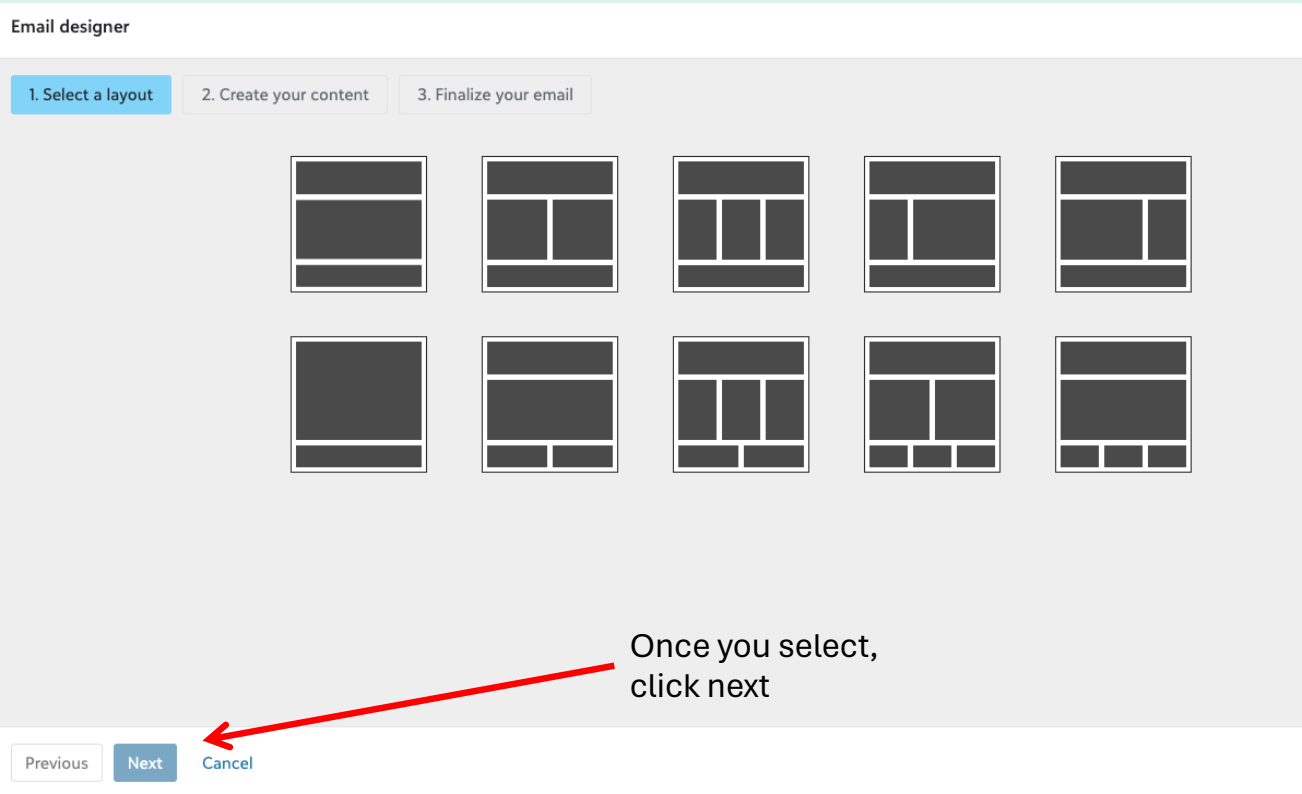 Email designer
1. Select a layout
2. Create your content
3. Finalize your email
Once you select,
click next
Previous
Next
Cancel